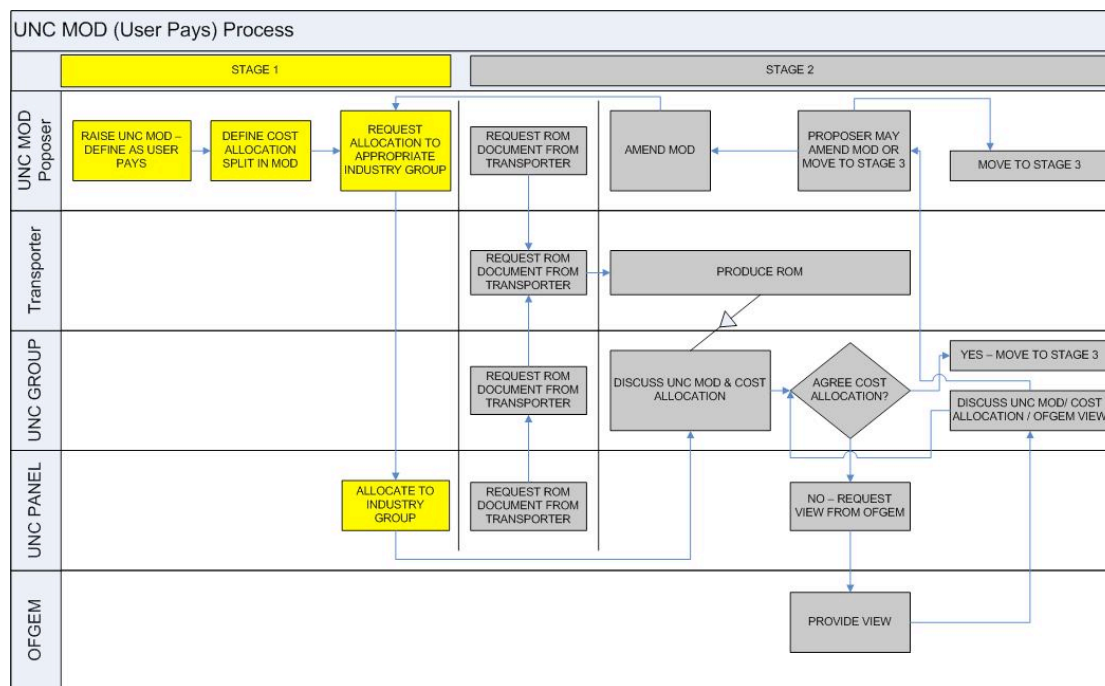 UNC MOD (User Pays) Process
STAGE 1
STAGE 2
UNC MOD
Poposer
RAISE UNC MOD –
DEFINE AS USER
PAYS
DEFINE COST
ALLOCATION
SPLIT IN MOD
REQUEST
ALLOCATION TO
APPROPRIATE
INDUSTRY GROUP
REQUEST ROM
DOCUMENT FROM
TRANSPORTER
AMEND MOD
PROPOSER MAY
AMEND MOD OR
MOVE TO STAGE 3
MOVE TO STAGE 3
Transporter
REQUEST ROM
DOCUMENT FROM
TRANSPORTER
PRODUCE ROM
UNC GROUP
REQUEST ROM
DOCUMENT FROM
TRANSPORTER
DISCUSS UNC MOD & COST
ALLOCATION
AGREE COST
ALLOCATION?
YES – MOVE TO STAGE 3
DISCUSS UNC MOD/ COST
ALLOCATION / OFGEM VIEW
UNC PANEL
ALLOCATE TO
INDUSTRY
GROUP
REQUEST ROM
DOCUMENT FROM
TRANSPORTER
NO – REQUEST
VIEW FROM OFGEM
OFGEM
PROVIDE VIEW